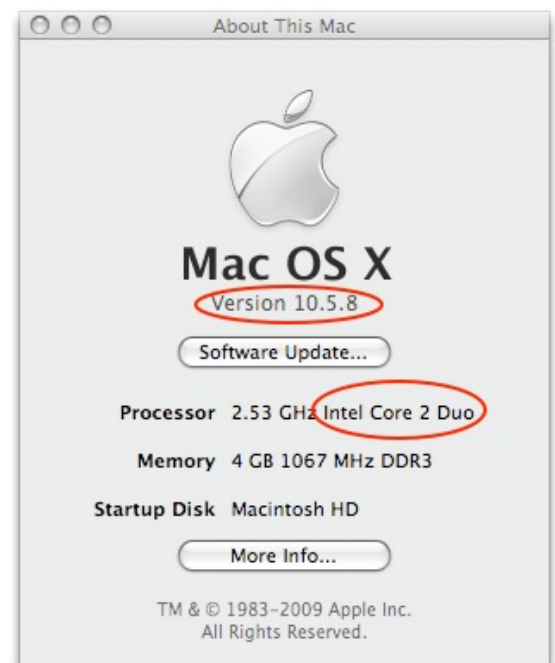 About This Mac
Mac OS X
Version 10.5.8
Software Update...
Processor 2.53 GHz Intel Core 2 Duo
Memory 4 GB 1067 MHz DDR3
Startup Disk Macintosh HD
More Info...
TM & © 1983-2009 Apple Inc.
All Rights Reserved.